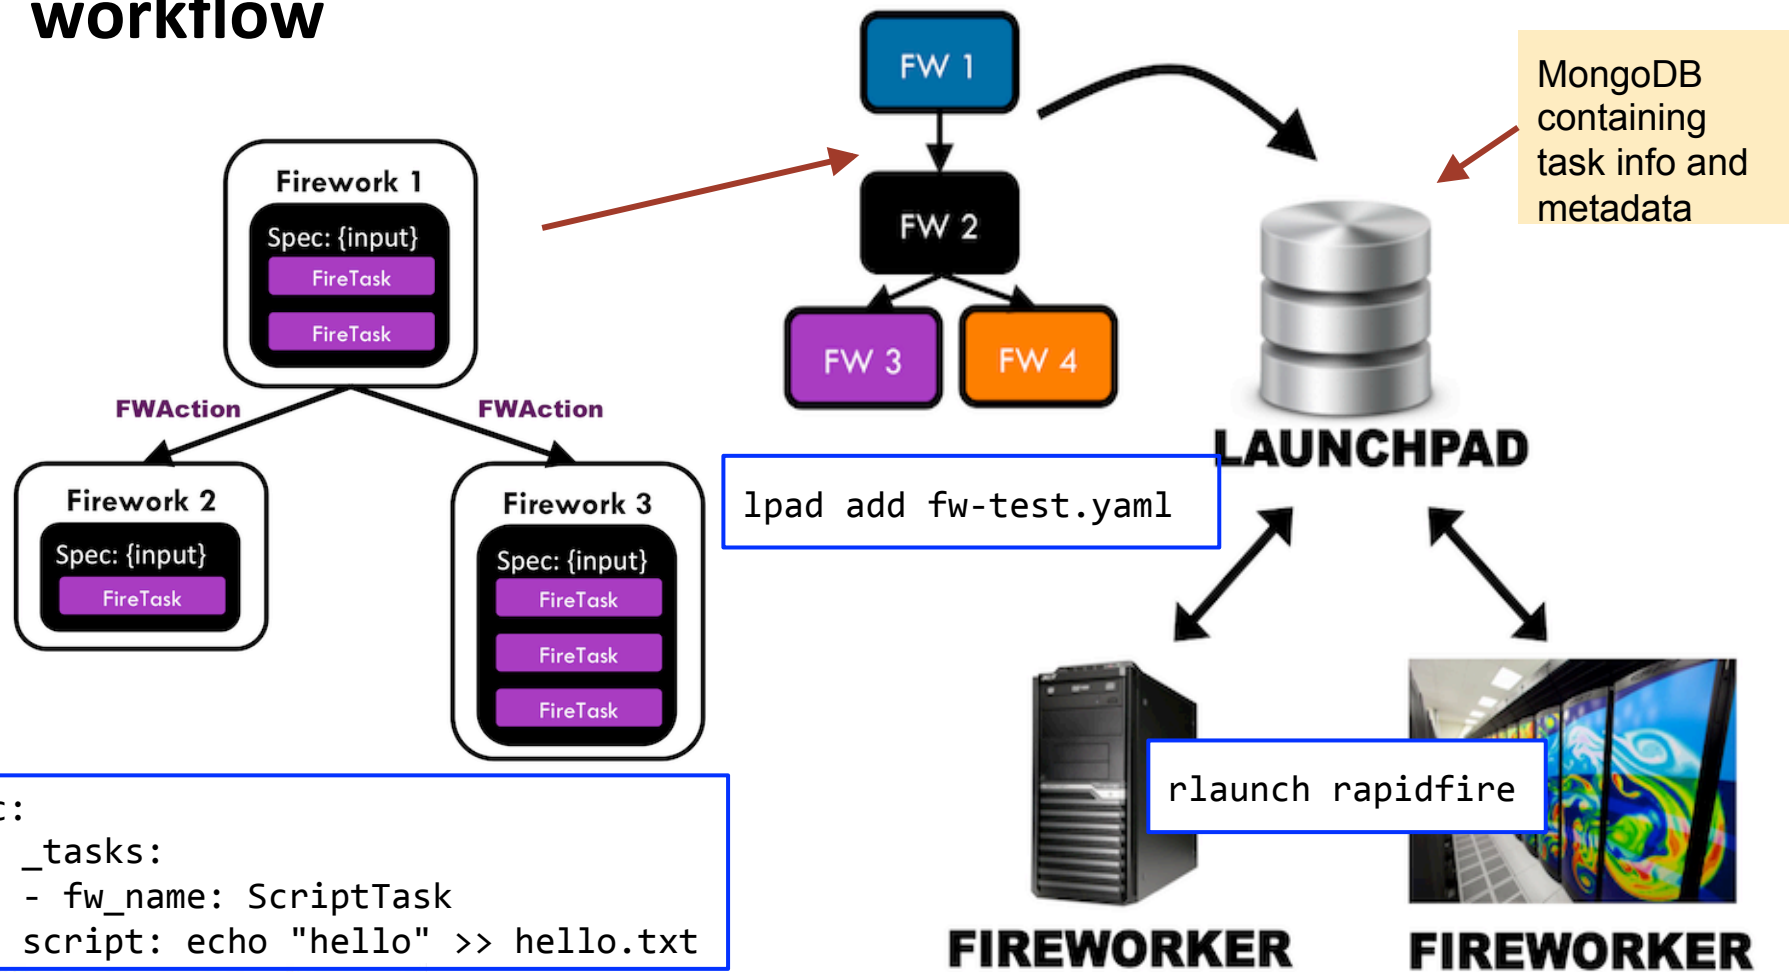 workflow
Firework 1
Spec: {input}
FireTask
FireTask
FWAction
FWAction
Firework 2
Spec: {input}
FireTask
Firework 3
Spec: {input}
FireTask
FireTask
FireTask
c:
_tasks:
- fw_name: ScriptTask
script: echo "hello" >> hello.txt
FW 1
FW 2
FW 3
FW 4
lpad add fw-test.yaml
MongoDB
containing
task info and
metadata
LAUNCHPAD
rlaunch rapidfire
FIREWORKER
FIREWORKER